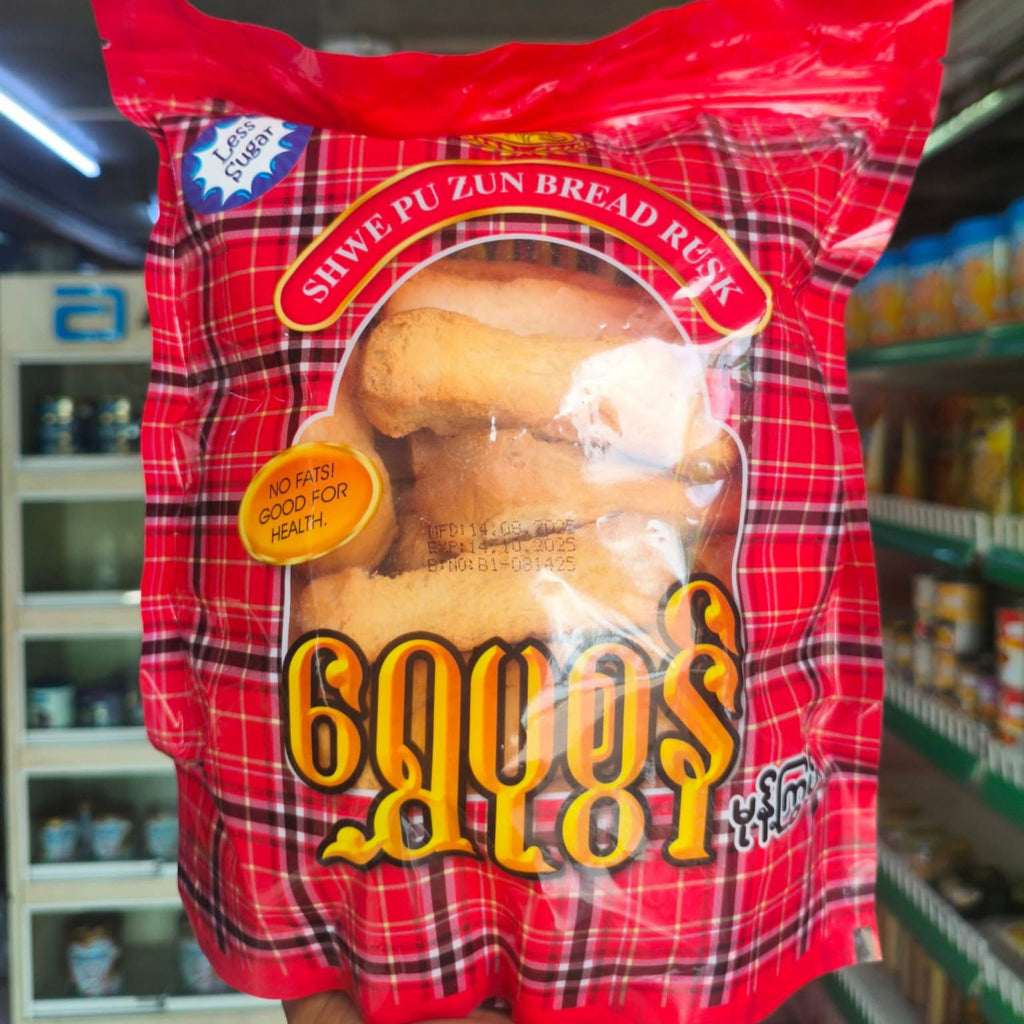 Less
Sugar
SHWE PU ZUN BREAD RUSK
NO FATS!
GOOD FOR
HEALTH.
MFD:14.08.2025
EXP:14.10.2025
B:NO:B1-081425
ရွှေပုစွန်
မုန့်ကြွပ်